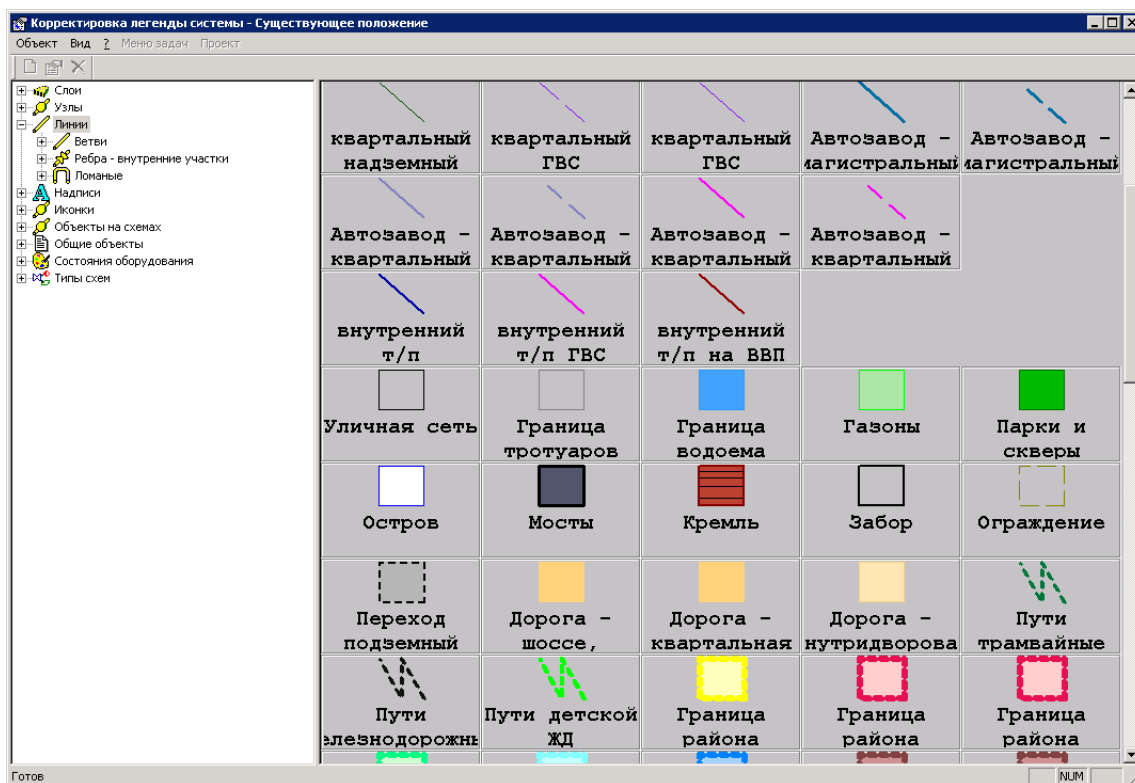 Корректировка легенды системы - Существующее положение
Объект Вид ? Меню задач Проект
Слои
Узлы
Линии
Ветви
Ребра - внутренние участки
Ломаные
Надписи
Иконки
Объекты на схемах
Общие объекты
Состояния оборудования
Типы схем
квартальный надземный
квартальный ГВС
квартальный ГВС
Автозавод - магистральный
Автозавод - магистральный
Автозавод - квартальный
Автозавод - квартальный
Автозавод - квартальный
Автозавод - квартальный
внутренний т/п
внутренний т/п ГВС
внутренний т/п на ВВП
Уличная сеть
Граница тротуаров
Граница водоема
Газоны
Парки и скверы
Остров
Мосты
Кремль
Забор
Ограждение
Переход подземный
Дорога - шоссе,
Дорога - квартальная
Дорога - нутридворова
Пути трамвайные
Пути елезнодорожн
Пути детской ЖД
Граница района
Граница района
Граница района
Готов
NUM